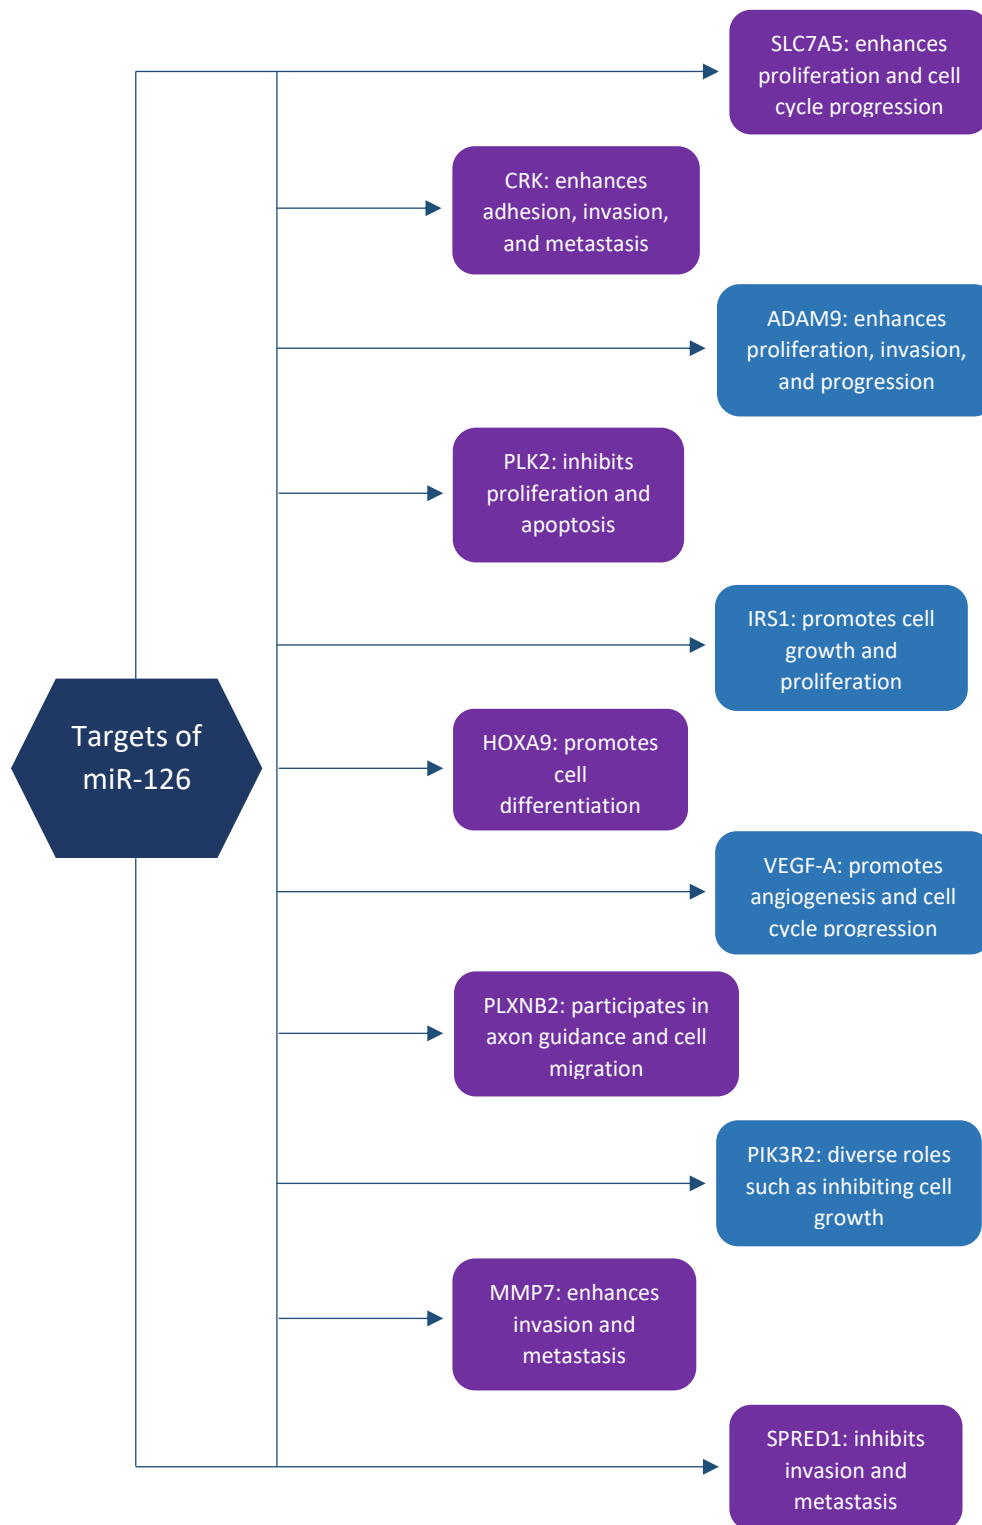 SLC7A5: enhances
proliferation and cell
cycle progression
CRK: enhances
adhesion, invasion,
and metastasis
ADAM9: enhances
proliferation, invasion,
and progression
PLK2: inhibits
proliferation and
apoptosis
IRS1: promotes cell
growth and
proliferation
Targets of
miR-126
HOXA9: promotes
cell
differentiation
VEGF-A: promotes
angiogenesis and cell
cycle progression
PLXNB2: participates in
axon guidance and cell
migration
PIK3R2: diverse roles
such as inhibiting cell
growth
MMP7: enhances
invasion and
metastasis
SPRED1: inhibits
invasion and
metastasis